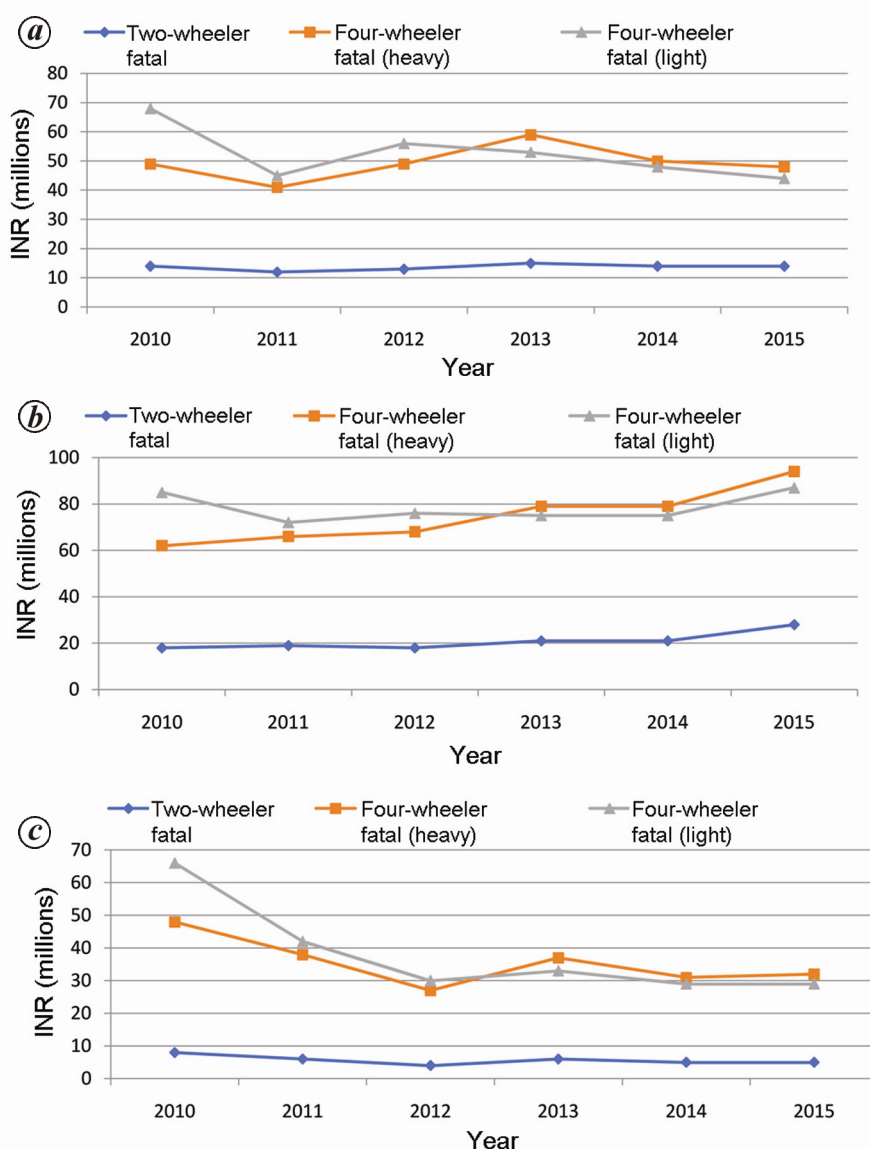 a
Two-wheeler fatal
Four-wheeler fatal (heavy)
Four-wheeler fatal (light)
INR (millions)
80
70
60
50
40
30
20
10
0
2010 2011 2012 2013 2014 2015
Year
b
Two-wheeler fatal
Four-wheeler fatal (heavy)
Four-wheeler fatal (light)
INR (millions)
100
80
60
40
20
0
2010 2011 2012 2013 2014 2015
Year
c
Two-wheeler fatal
Four-wheeler fatal (heavy)
Four-wheeler fatal (light)
INR (millions)
70
60
50
40
30
20
10
0
2010 2011 2012 2013 2014 2015
Year